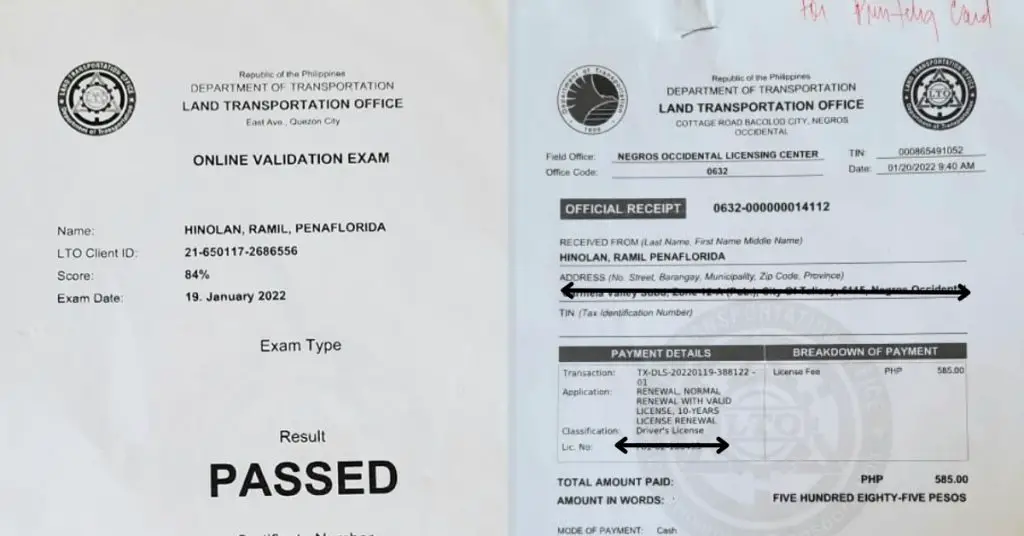 Republic of the Philippines
DEPARTMENT OF TRANSPORTATION
LAND TRANSPORTATION OFFICE
East Ave., Quezon City
ONLINE VALIDATION EXAM
Name: HINOLAN, RAMIL, PENAFLORIDA
LTO Client ID: 21-650117-2686556
Score: 84%
Exam Date: 19. January 2022
Exam Type
Result
PASSED
for Card
Republic of the Philippines
DEPARTMENT OF TRANSPORTATION
LAND TRANSPORTATION OFFICE
COTTAGE ROAD BACOLOD CITY, NEGROS
OCCIDENTAL
Field Office: NEGROS OCCIDENTAL LICENSING CENTER
Office Code: 0632
TIN: 000865491052
Date: 01/20/2022 9:40 AM
OFFICIAL RECEIPT 0632-000000014112
RECEIVED FROM (Last Name, First Name Middle Name)
HINOLAN, RAMIL PENAFLORIDA
ADDRESS (No. Street, Barangay, Municipality, Zip Code, Province)
TIN (Tax Identification Number)
PAYMENT DETAILS
Transaction: TX-DLS-20220119-388122 -
01
Application: RENEWAL, NORMAL
RENEWAL WITH VALID
LICENSE, 10-YEARS
LICENSE RENEWAL
Classification: Driver's License
Lic. No:
BREAKDOWN OF PAYMENT
License Fee PHP 585.00
TOTAL AMOUNT PAID: PHP 585.00
AMOUNT IN WORDS: FIVE HUNDRED EIGHTY-FIVE PESOS
MODE OF PAYMENT: Cash